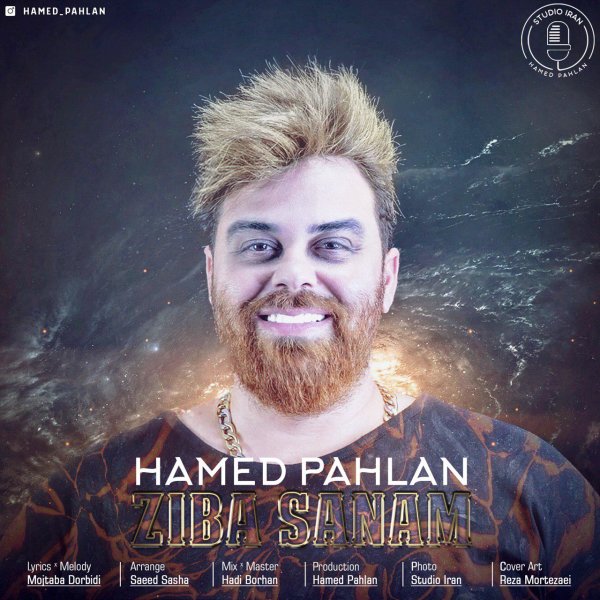 HAMED_PAHLAN
STUDIO IRAN
HAMED PAHLAN
HAMED PAHLAN
ZIBA SANAM
Lyrics * Melody
Mojtaba Dorbidi
Arrange
Saeed Sasha
Mix * Master
Hadi Borhan
Production
Hamed Pahlan
Photo
Studio Iran
Cover Art
Reza Mortezaei